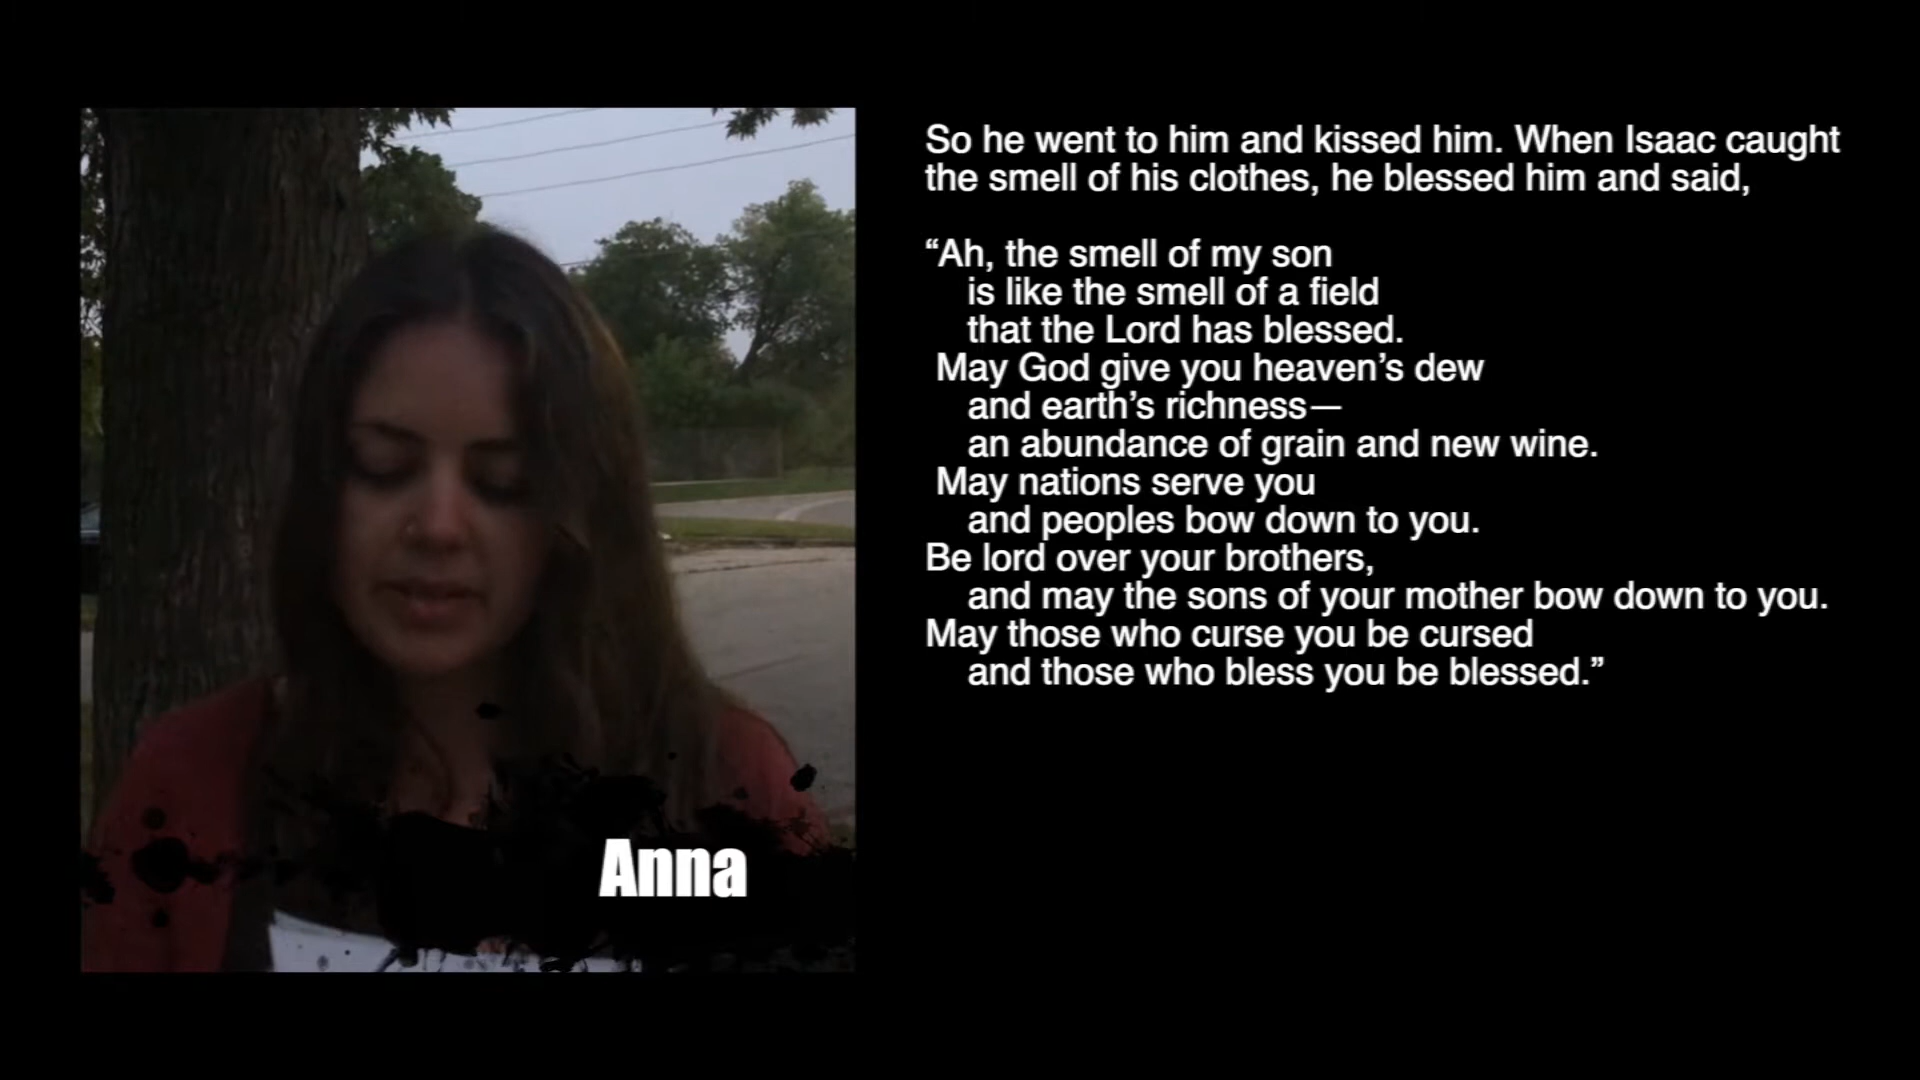 So he went to him and kissed him. When Isaac caught
the smell of his clothes, he blessed him and said,
“Ah, the smell of my son
is like the smell of a field
that the Lord has blessed.
May God give you heaven’s dew
and earth’s richness—
an abundance of grain and new wine.
May nations serve you
and peoples bow down to you.
Be lord over your brothers,
and may the sons of your mother bow down to you.
May those who curse you be cursed
and those who bless you be blessed.”
Anna